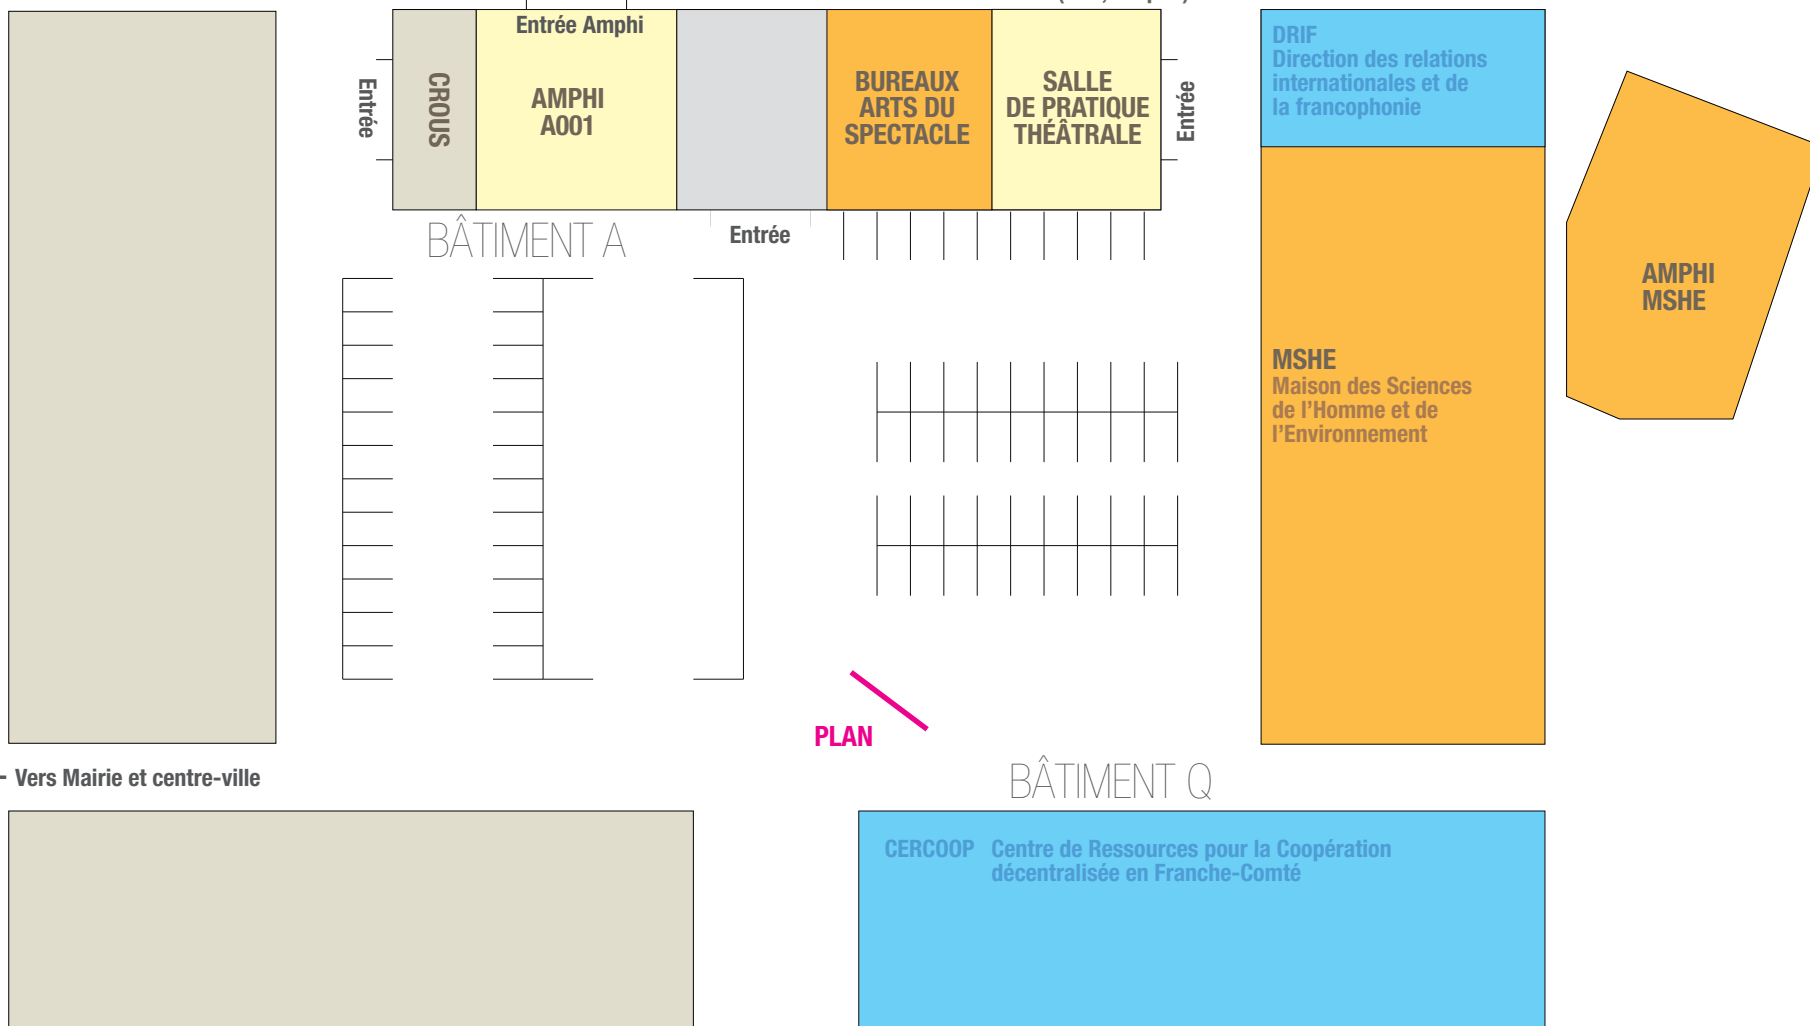 Entrée Amphi
Entrée
CROUS
AMPHI
A001
BUREAUX
ARTS DU
SPECTACLE
SALLE
DE PRATIQUE
THÉÂTRALE
Entrée
DRIF
Direction des relations
internationales et de
la francophonie
BÂTIMENT A
Entrée
AMPHI
MSHE
MSHE
Maison des Sciences
de l'Homme et de
l'Environnement
PLAN
Vers Mairie et centre-ville
BÂTIMENT Q
CERCOOP Centre de Ressources pour la Coopération
décentralisée en Franche-Comté